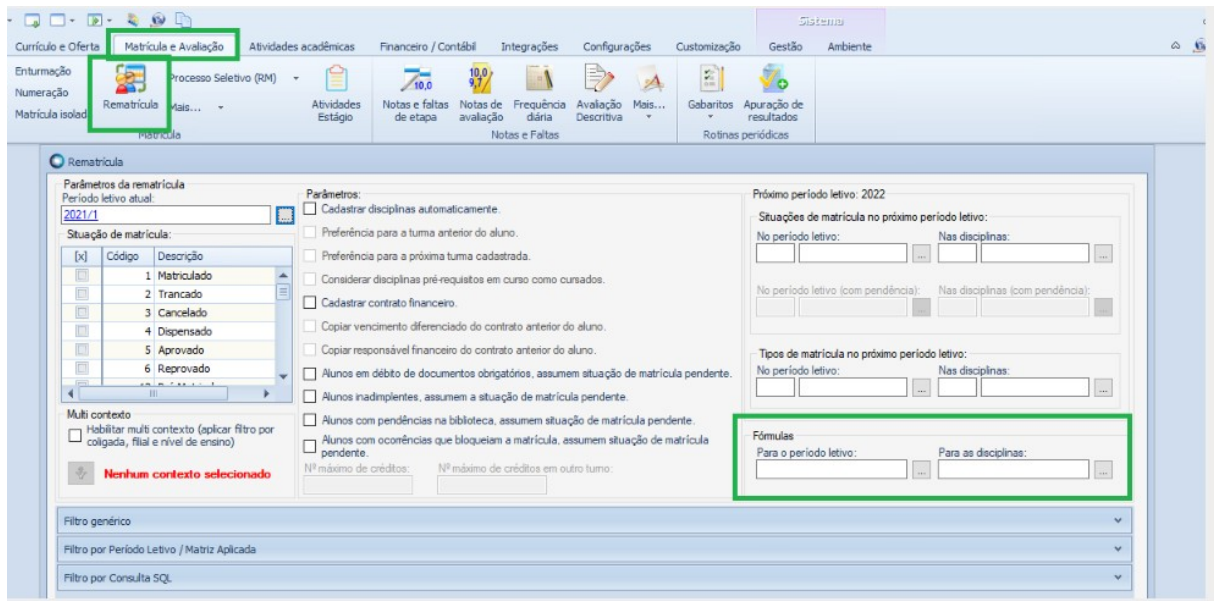 Sistema
Currículo e Oferta
Matrícula e Avaliação
Atividades acadêmicas
Financeiro / Contábil
Integrações
Configurações
Customização
Gestão
Ambiente
Enturmação
Numeração
Matrícula isolad
Rematrícula
Processo Seletivo (RM)
Mais...
Matrícula
Atividades
Estágio
10,0
Notas e faltas
de etapa
10,0
9,7
Notas de
avaliação
Frequência
diária
Avaliação
Descritiva
Mais...
Notas e Faltas
Gabaritos
Apuração de
resultados
Rotinas periódicas
Rematrícula
Parâmetros da rematrícula
Período letivo atual:
2021/1
...
Situação de matrícula:
[x] Código Descrição
1 Matriculado
2 Trancado
3 Cancelado
4 Dispensado
5 Aprovado
6 Reprovado
Multi contexto
Habilitar multi contexto (aplicar filtro por
coligada, filial e nível de ensino)
Nenhum contexto selecionado
Parâmetros:
Cadastrar disciplinas automaticamente.
Preferência para a turma anterior do aluno.
Preferência para a próxima turma cadastrada.
Considerar disciplinas pré-requistos em curso como cursados.
Cadastrar contrato financeiro.
Copiar vencimento diferenciado do contrato anterior do aluno.
Copiar responsável financeiro do contrato anterior do aluno.
Alunos em débito de documentos obrigatórios, assumem situação de matrícula pendente.
Alunos inadimplentes, assumem a situação de matrícula pendente.
Alunos com pendências na biblioteca, assumem situação de matrícula pendente.
Alunos com ocorrências que bloqueiam a matrícula, assumem situação de matrícula
pendente.
Nº máximo de créditos: Nº máximo de créditos em outro turno:
Próximo período letivo: 2022
Situações de matrícula no próximo período letivo:
No período letivo: Nas disciplinas:
... ...
No período letivo (com pendência): Nas disciplinas (com pendência):
... ...
Tipos de matrícula no próximo período letivo:
No período letivo: Nas disciplinas:
... ...
Fórmulas
Para o período letivo: Para as disciplinas:
... ...
Filtro genérico
Filtro por Período Letivo / Matriz Aplicada
Filtro por Consulta SQL